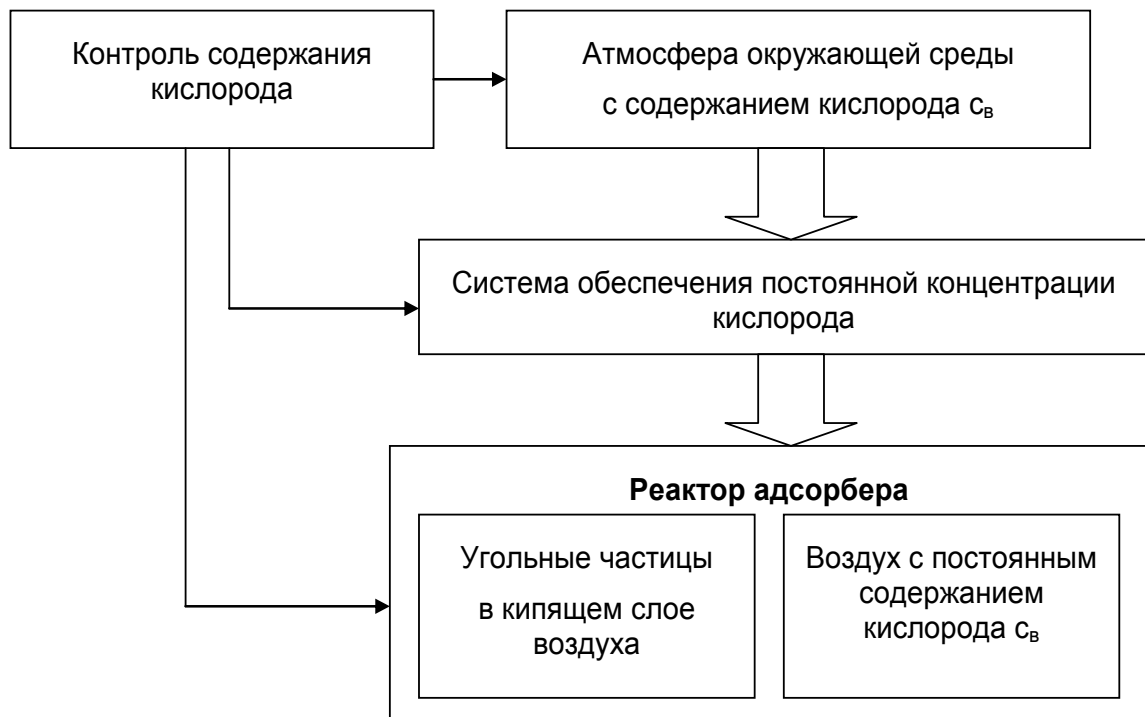 Контроль содержания
кислорода
Атмосфера окружающей среды
с содержанием кислорода св
Система обеспечения постоянной концентрации
кислорода
Реактор адсорбера
Угольные частицы
в кипящем слое
воздуха
Воздух с постоянным
содержанием
кислорода св